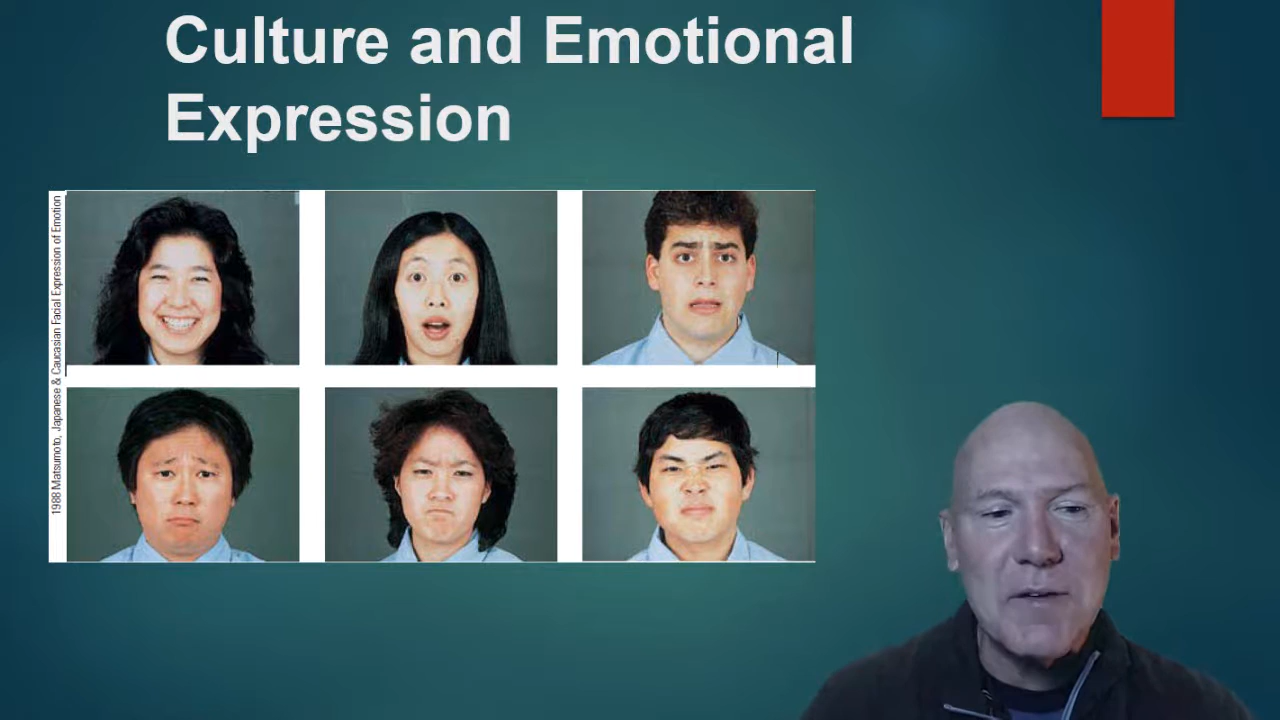 Culture and Emotional
Expression
1988 Matsumoto, Japanese & Caucasian Facial Expression of Emotion